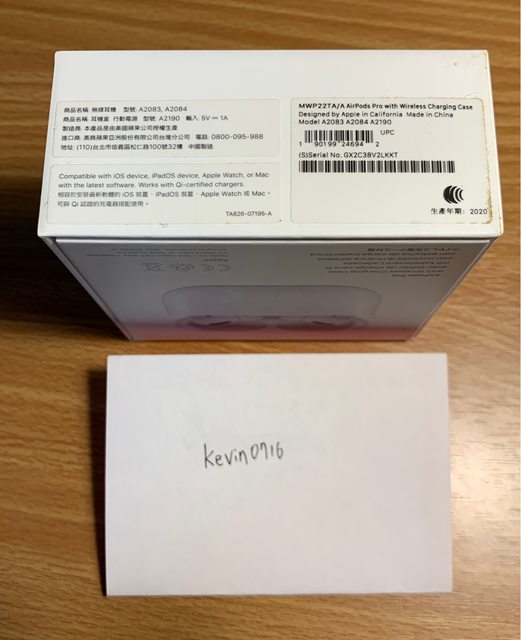 商品名稱: 無線耳機 型號: A2083, A2084
商品名稱: 耳機盒 行動電源 型號: A2190 輸入: 5V⎓1A
製造商: 本產品是由美國蘋果公司授權生產
進口商: 美商蘋果亞洲股份有限公司台灣分公司 電話: 0800-095-988
地址: (110)台北市信義區松仁路100號32樓 中國製造
Compatible with iOS device, iPadOS device, Apple Watch, or Mac
with the latest software. Works with Qi-certified chargers.
相容於安裝最新軟體的 iOS 裝置、iPadOS 裝置、Apple Watch 或 Mac。
可與 Qi 認證的充電器搭配使用。
TA826-07195-A
MWP22TA/A AirPods Pro with Wireless Charging Case
Designed by Apple in California Made in China
Model A2083 A2084 A2190
UPC
1 90199 24694 2
(S)Serial No. GX2C38V2LKKT
生產年期: 2020
AirPods Pro
with Wireless Charging Case
Apple
kevin0716